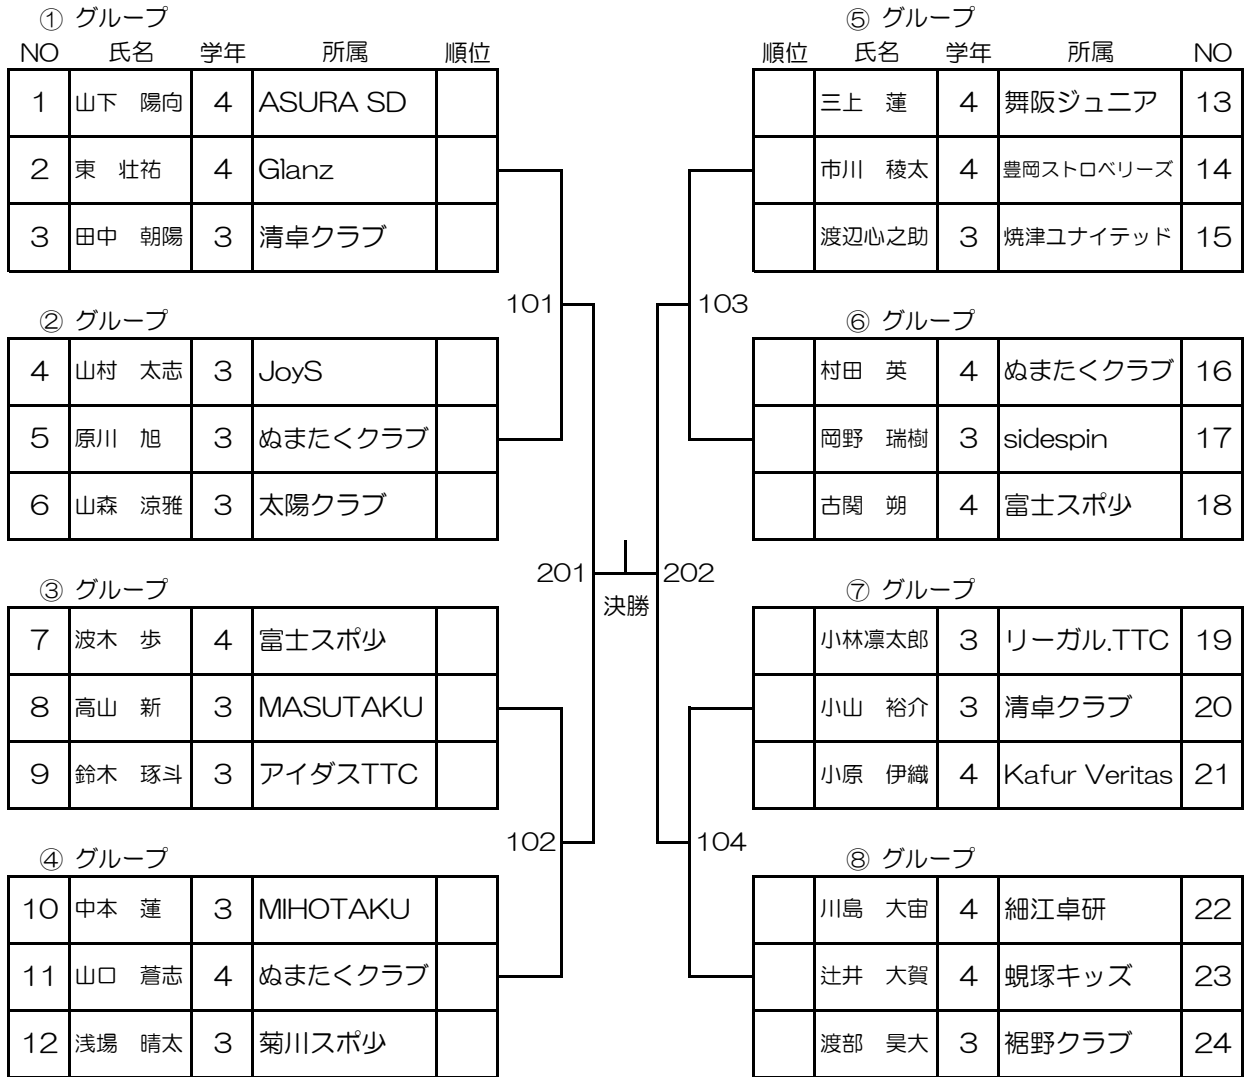 ① グループ
NO 氏名 学年 所属 順位
1 山下 陽向 4 ASURA SD
2 東 壮祐 4 Glanz
3 田中 朝陽 3 清卓クラブ
101
② グループ
4 山村 太志 3 JoyS
5 原川 旭 3 ぬまたくクラブ
6 山森 涼雅 3 太陽クラブ
201
③ グループ
7 波木 歩 4 富士スポ少
8 高山 新 3 MASUTAKU
9 鈴木 琢斗 3 アイダスTTC
102
④ グループ
10 中本 蓮 3 MIHOTAKU
11 山口 蒼志 4 ぬまたくクラブ
12 浅場 晴太 3 菊川スポ少
決勝
⑤ グループ
順位 氏名 学年 所属 NO
三上 蓮 4 舞阪ジュニア 13
市川 稜太 4 豊岡ストロベリーズ 14
渡辺心之助 3 焼津ユナイテッド 15
103
⑥ グループ
村田 英 4 ぬまたくクラブ 16
岡野 瑞樹 3 sidespin 17
古関 朔 4 富士スポ少 18
202
⑦ グループ
小林凛太郎 3 リーガル.TTC 19
小山 裕介 3 清卓クラブ 20
小原 伊織 4 Kafur Veritas 21
104
⑧ グループ
川島 大宙 4 細江卓研 22
辻井 大賀 4 蜆塚キッズ 23
渡部 昊大 3 裾野クラブ 24